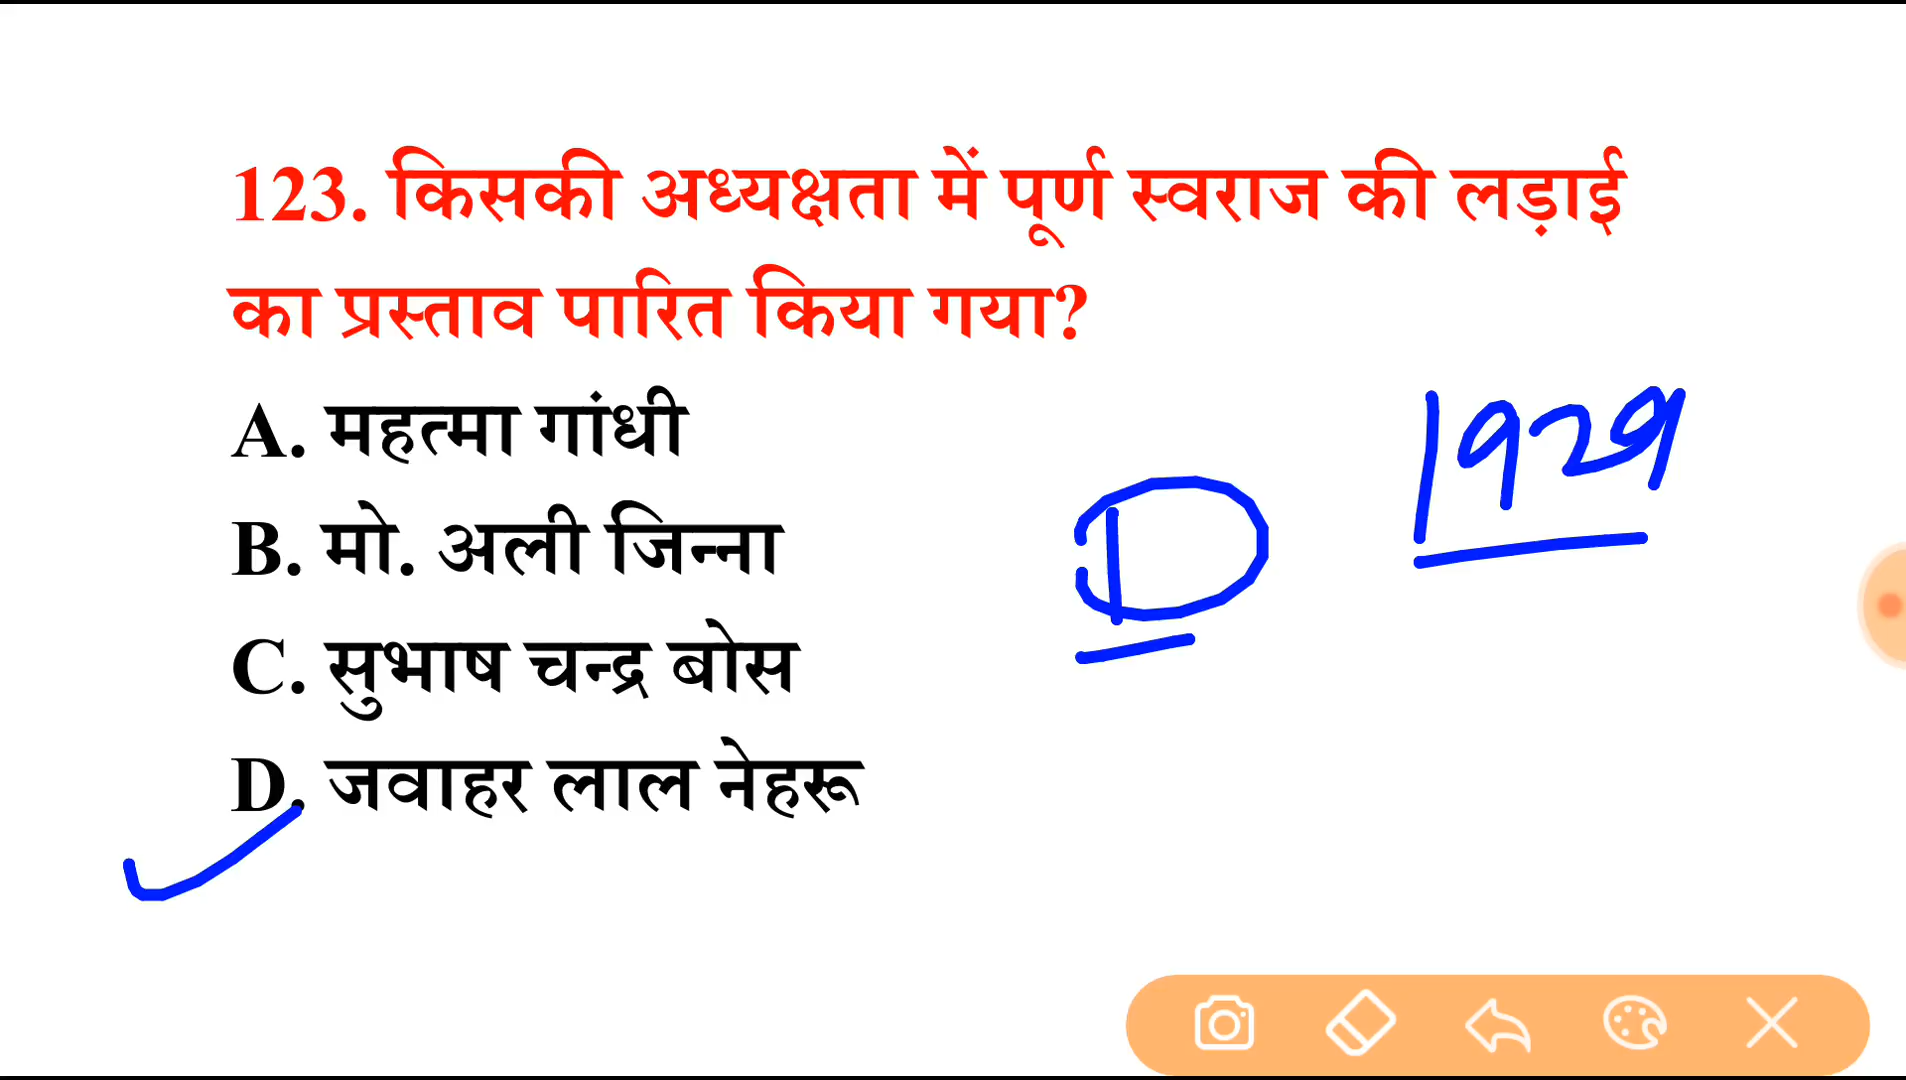 123. किसकी अध्यक्षता में पूर्ण स्वराज की लड़ाई
का प्रस्ताव पारित किया गया?
A. महत्मा गांधी
B. मो. अली जिन्ना
C. सुभाष चन्द्र बोस
D. जवाहर लाल नेहरू
D
1929